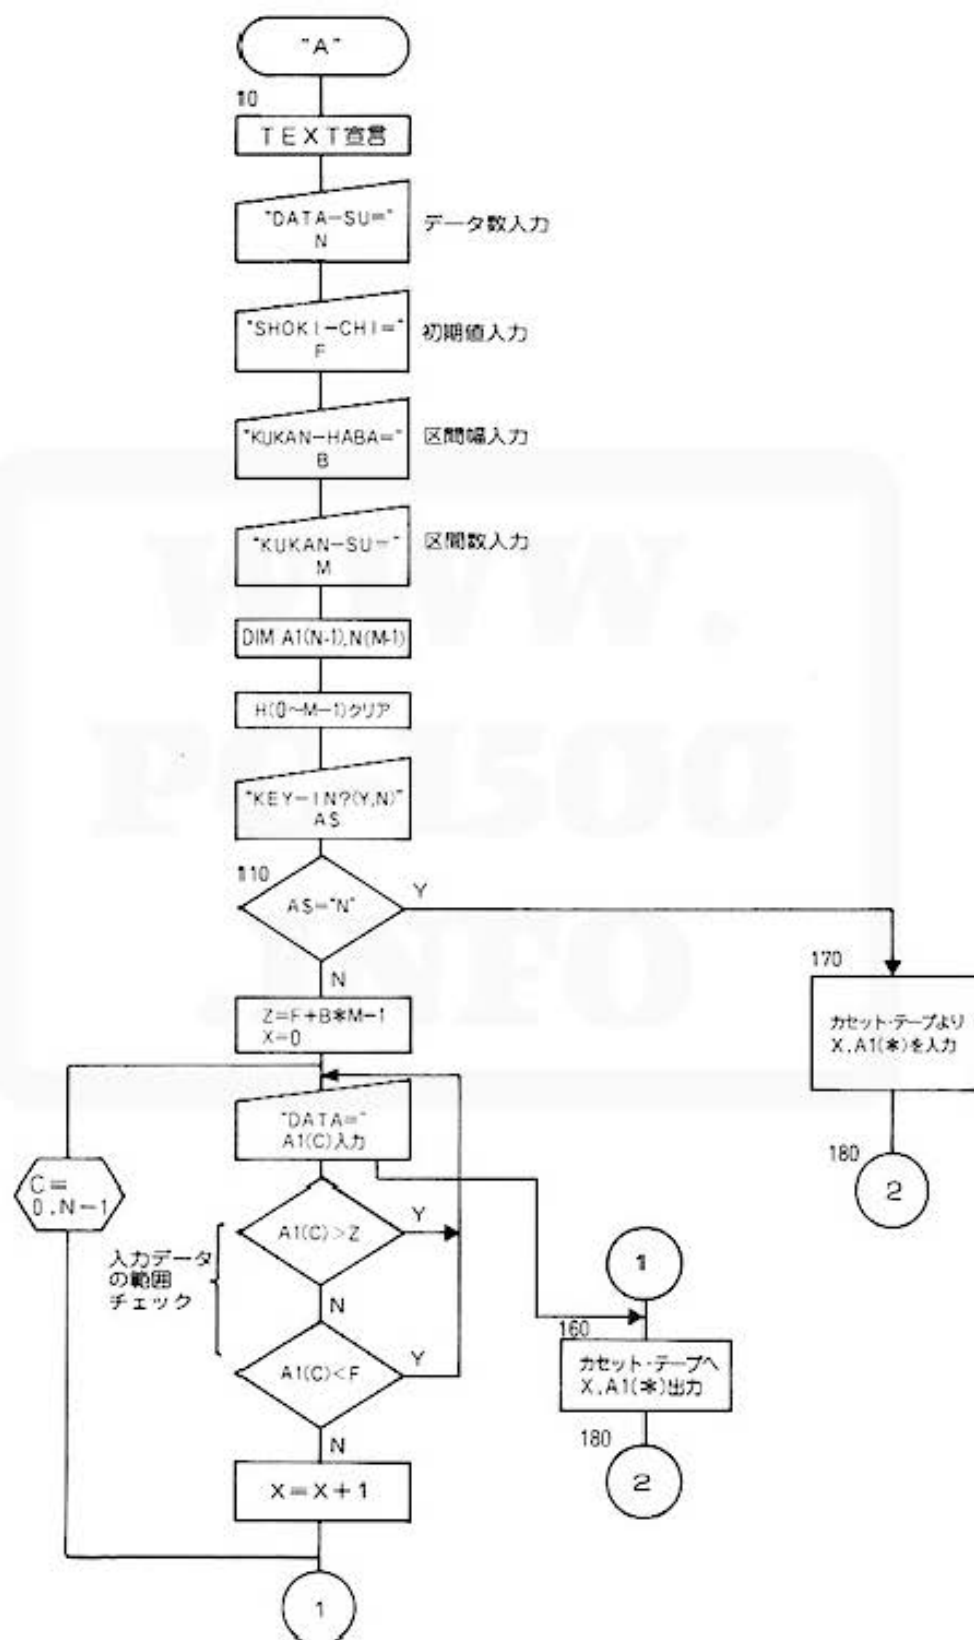 "A"
10
TEXT宣言
"DATA-SU="
N
データ数入力
"SHOKI-CHI="
F
初期値入力
"KUKAN-HABA="
B
区間幅入力
"KUKAN-SU="
M
区間数入力
DIM A1(N-1),N(M-1)
H(0~M-1)クリア
"KEY-IN?(Y,N)"
A$
110
A$="N"
Y
N
Z=F+B*M-1
X=0
170
カセット・テープより
X,A1(*)を入力
180
2
"DATA="
A1(C)入力
C=
0,N-1
A1(C)>Z
Y
N
入力データ
の範囲
チェック
A1(C)<F
Y
N
X=X+1
1
1
160
カセット・テープへ
X,A1(*)出力
180
2
WWW.
PC-1500
.INFO